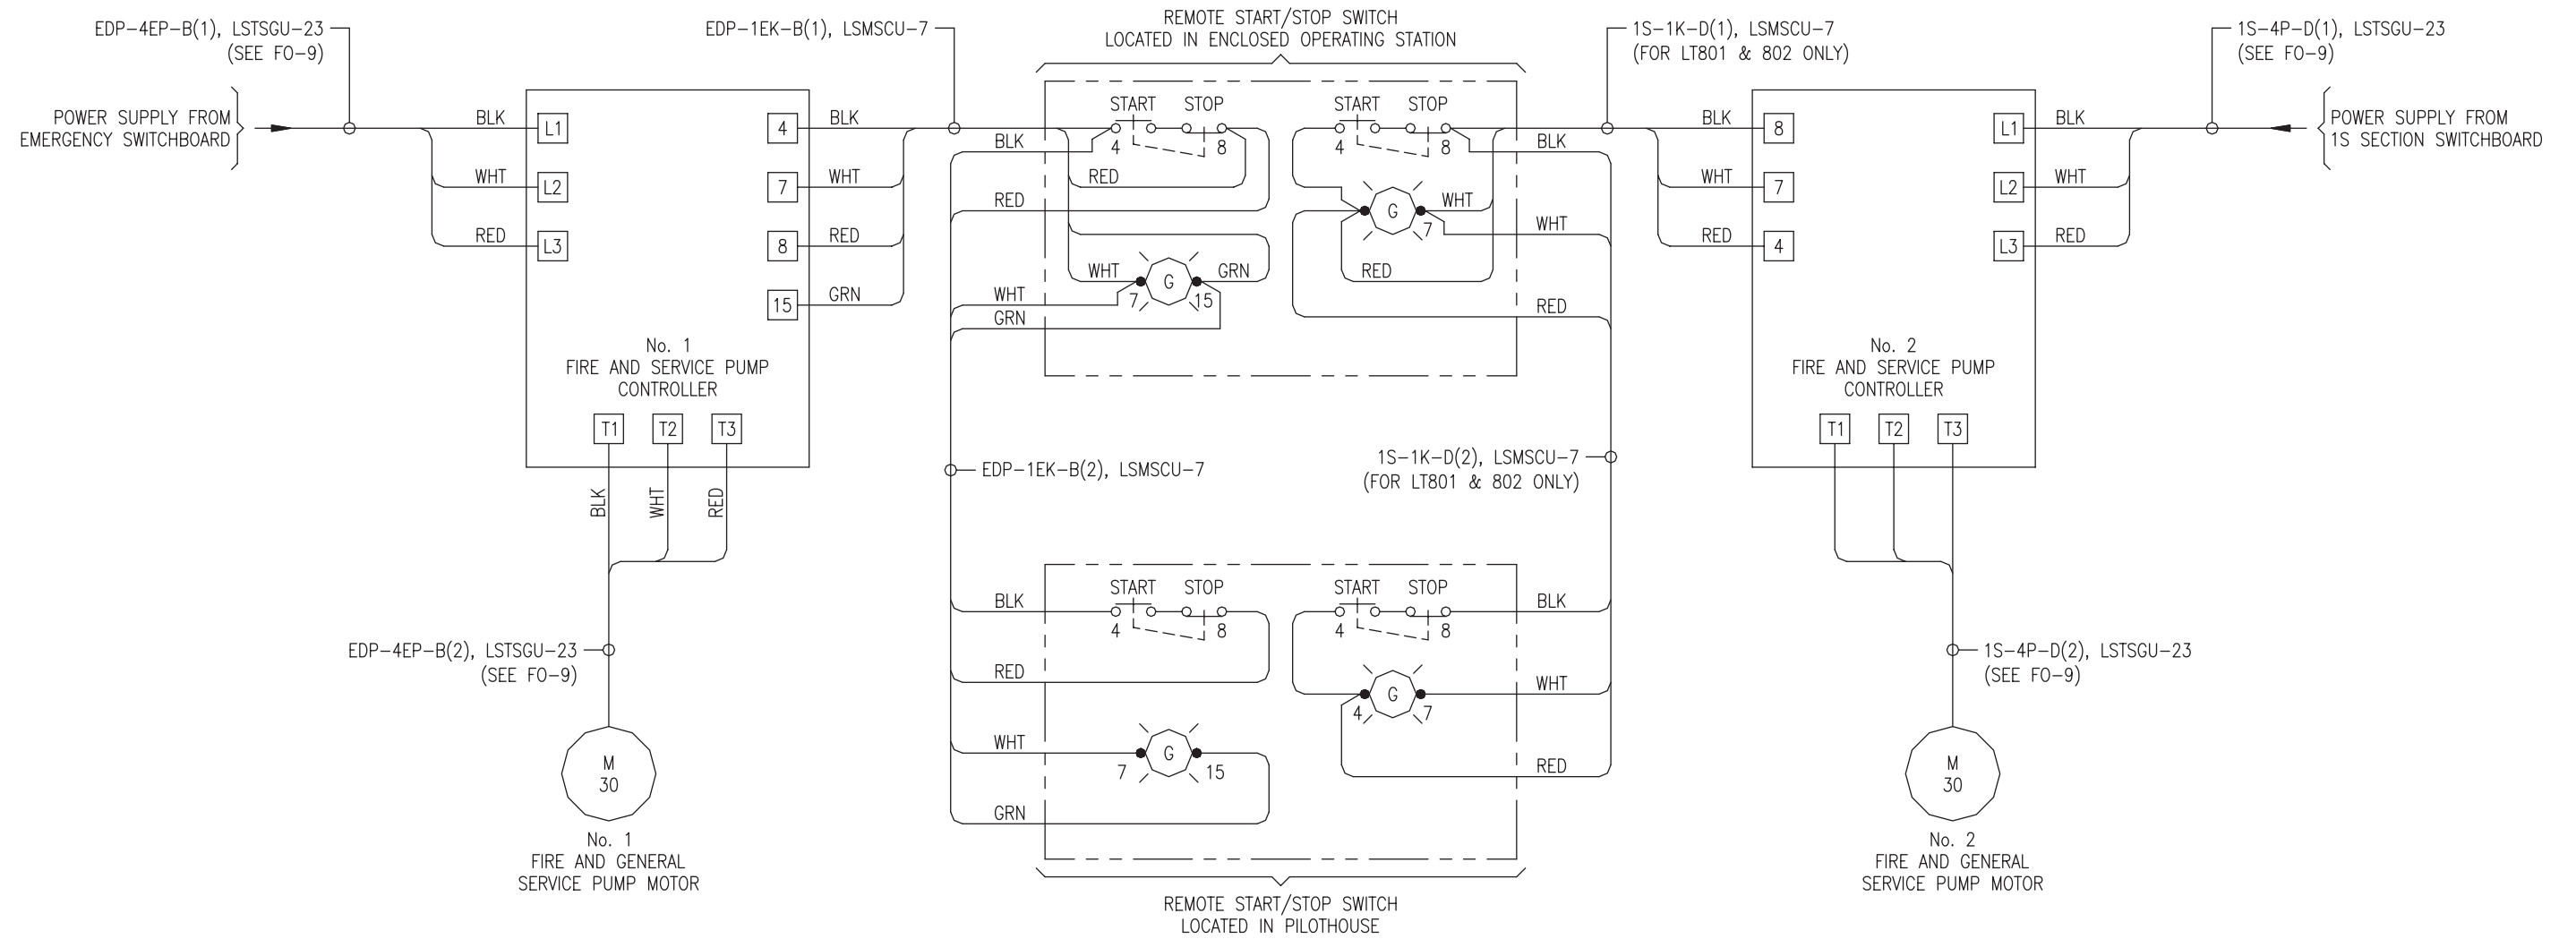 EDP-4EP-B(1), LSTSGU-23
(SEE FO-9)
POWER SUPPLY FROM
EMERGENCY SWITCHBOARD
BLK
WHT
RED
L1
L2
L3
4
7
8
15
BLK
WHT
RED
GRN
No. 1
FIRE AND SERVICE PUMP
CONTROLLER
T1
T2
T3
BLK
WHT
RED
EDP-4EP-B(2), LSTSGU-23
(SEE FO-9)
M
30
No. 1
FIRE AND GENERAL
SERVICE PUMP MOTOR
EDP-1EK-B(1), LSMSCU-7
REMOTE START/STOP SWITCH
LOCATED IN ENCLOSED OPERATING STATION
START
STOP
4
8
BLK
RED
RED
WHT
G
GRN
7
15
WHT
GRN
START
STOP
4
8
BLK
G
WHT
7
WHT
RED
RED
EDP-1EK-B(2), LSMSCU-7
1S-1K-D(2), LSMSCU-7
(FOR LT801 & 802 ONLY)
START
STOP
BLK
4
8
RED
WHT
G
7
15
GRN
START
STOP
BLK
4
8
G
WHT
4
7
RED
REMOTE START/STOP SWITCH
LOCATED IN PILOTHOUSE
1S-1K-D(1), LSMSCU-7
(FOR LT801 & 802 ONLY)
BLK
WHT
RED
8
7
4
L1
L2
L3
BLK
WHT
RED
No. 2
FIRE AND SERVICE PUMP
CONTROLLER
T1
T2
T3
1S-4P-D(1), LSTSGU-23
(SEE FO-9)
POWER SUPPLY FROM
1S SECTION SWITCHBOARD
1S-4P-D(2), LSTSGU-23
(SEE FO-9)
M
30
No. 2
FIRE AND GENERAL
SERVICE PUMP MOTOR